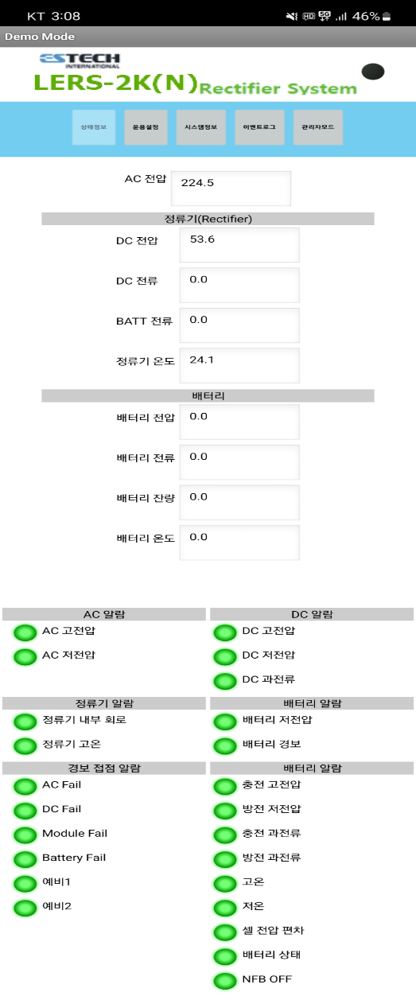 KT 3:08 HD 5G 46%
Demo Mode
ESTECH
INTERNATIONAL
LERS-2K(N) Rectifier System
상태정보 운용설정 시스템정보 이벤트로그 관리자모드
AC 전압 224.5
정류기(Rectifier)
DC 전압 53.6
DC 전류 0.0
BATT 전류 0.0
정류기 온도 24.1
배터리
배터리 전압 0.0
배터리 전류 0.0
배터리 잔량 0.0
배터리 온도 0.0
AC 알람
AC 고전압
AC 저전압
DC 알람
DC 고전압
DC 저전압
DC 과전류
정류기 알람
정류기 내부 회로
정류기 고온
배터리 알람
배터리 저전압
배터리 경보
경보 접점 알람
AC Fail
DC Fail
Module Fail
Battery Fail
예비1
예비2
배터리 알람
충전 고전압
방전 저전압
충전 과전류
방전 과전류
고온
저온
셀 전압 편차
배터리 상태
NFB OFF